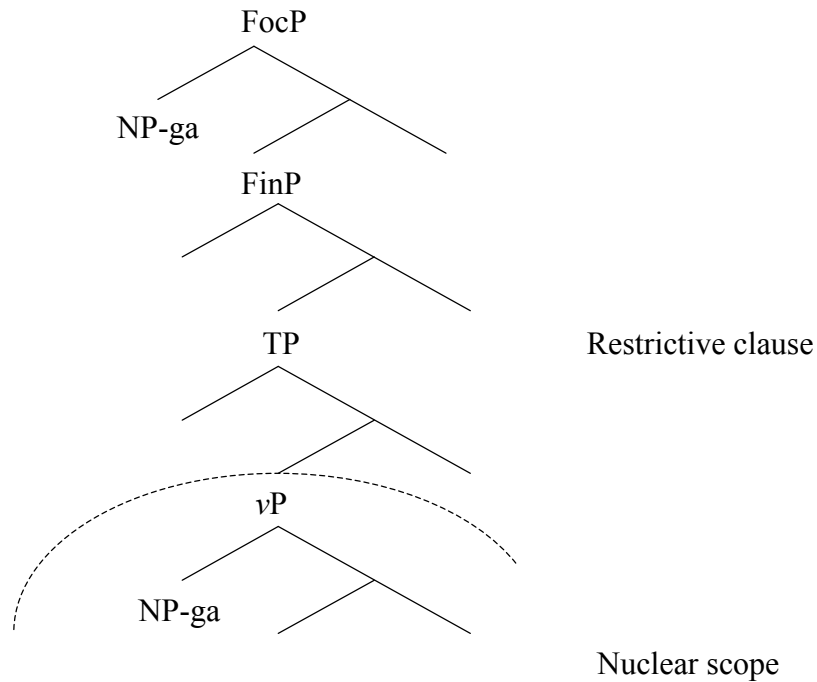 FocP
NP-ga
FinP
TP
Restrictive clause
vP
NP-ga
Nuclear scope